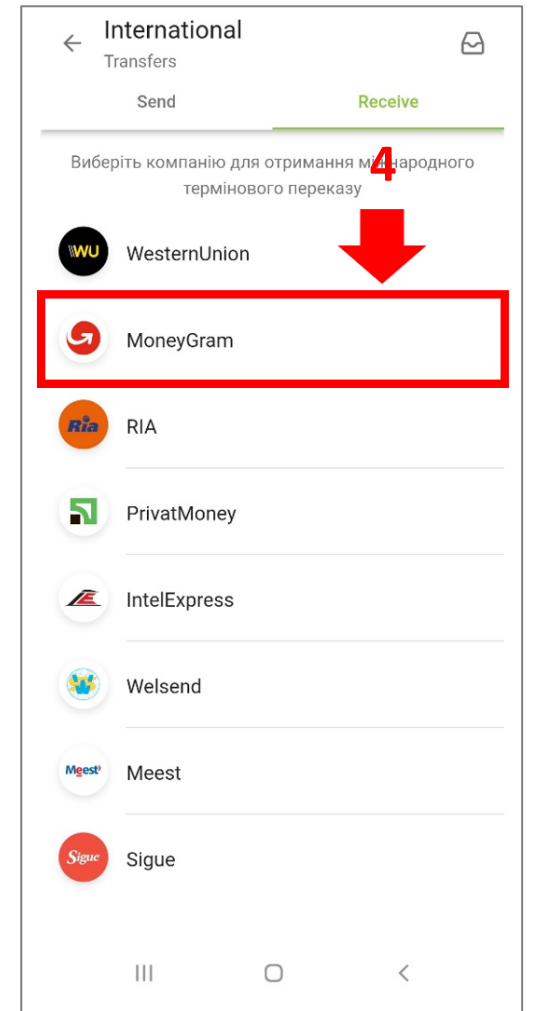 International
Transfers
Send
Receive
Виберіть компанію для отримання міжнародного
термінового переказу
4
WU
WesternUnion
MoneyGram
Ria
RIA
PrivatMoney
IntelExpress
Welsend
Meest
Meest
Sigue
Sigue